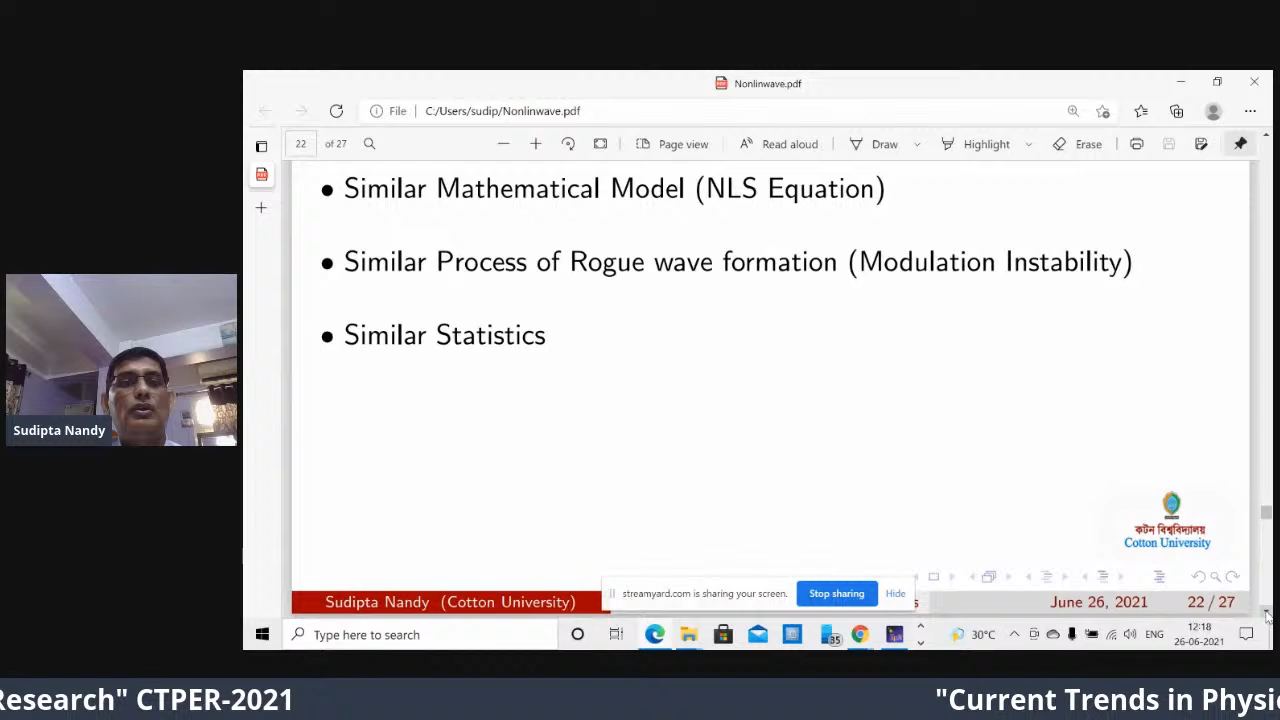 Nonlinwave.pdf
File C:/Users/sudip/Nonlinwave.pdf
22 of 27 Page view Read aloud Draw Highlight Erase
• Similar Mathematical Model (NLS Equation)
• Similar Process of Rogue wave formation (Modulation Instability)
• Similar Statistics
Sudipta Nandy
কটন বিশ্ববিদ্যালয়
Cotton University
streamyard.com is sharing your screen. Stop sharing Hide
Sudipta Nandy (Cotton University) s June 26, 2021 22 / 27
Type here to search 35 30°C ENG 12:18
26-06-2021
Research" CTPER-2021 "Current Trends in Physi